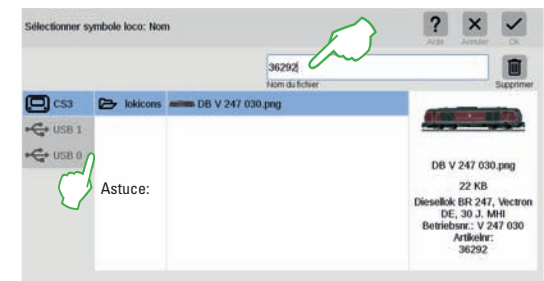 Sélectionner symbole loco: Nom
Aide Annuler OK
36292
Nom du fichier
Supprimer
CS3 lokicons DB V 247 030.png
USB 1
USB 0
Astuce:
DB V 247 030.png
22 KB
Diesellok BR 247, Vectron
DE, 30 J. MHI
Betriebsnr.: V 247 030
Artikelnr:
36292